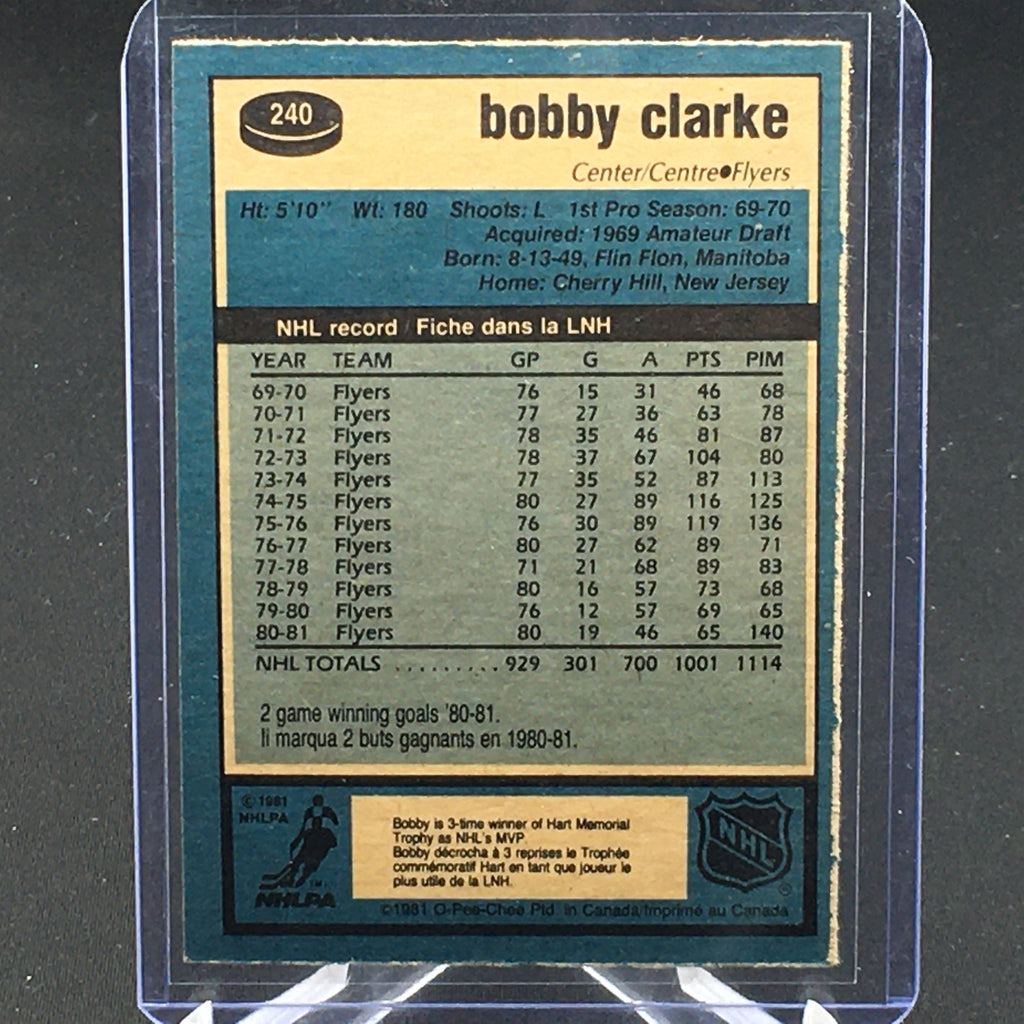 240
bobby clarke
Center/Centre●Flyers
Ht: 5'10" Wt: 180 Shoots: L 1st Pro Season: 69-70
Acquired: 1969 Amateur Draft
Born: 8-13-49, Flin Flon, Manitoba
Home: Cherry Hill, New Jersey
NHL record / Fiche dans la LNH
YEAR TEAM GP G A PTS PIM
69-70 Flyers 76 15 31 46 68
70-71 Flyers 77 27 36 63 78
71-72 Flyers 78 35 46 81 87
72-73 Flyers 78 37 67 104 80
73-74 Flyers 77 35 52 87 113
74-75 Flyers 80 27 89 116 125
75-76 Flyers 76 30 89 119 136
76-77 Flyers 80 27 62 89 71
77-78 Flyers 71 21 68 89 83
78-79 Flyers 80 16 57 73 68
79-80 Flyers 76 12 57 69 65
80-81 Flyers 80 19 46 65 140
NHL TOTALS .......... 929 301 700 1001 1114
2 game winning goals '80-81.
Il marqua 2 buts gagnants en 1980-81.
© 1981
NHLPA
NHLPA
TM
Bobby is 3-time winner of Hart Memorial
Trophy as NHL's MVP.
Bobby décrocha à 3 reprises le Trophée
commémoratif Hart en tant que joueur le
plus utile de la LNH.
NHL
®
©1981 O-Pee-Chee Ptd. in Canada/Imprimé au Canada